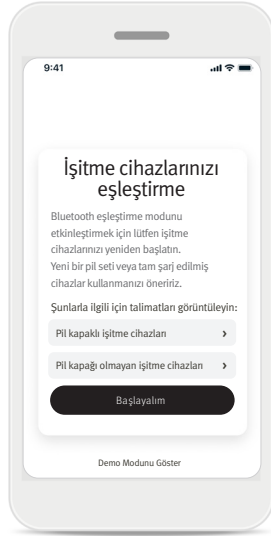 9:41
İşitme cihazlarınızı
eşleştirme
Bluetooth eşleştirme modunu
etkinleştirmek için lütfen işitme
cihazlarınızı yeniden başlatın.
Yeni bir pil seti veya tam şarj edilmiş
cihazlar kullanmanızı öneririz.
Şunlarla ilgili için talimatları görüntüleyin:
Pil kapaklı işitme cihazları
Pil kapağı olmayan işitme cihazları
Başlayalım
Demo Modunu Göster